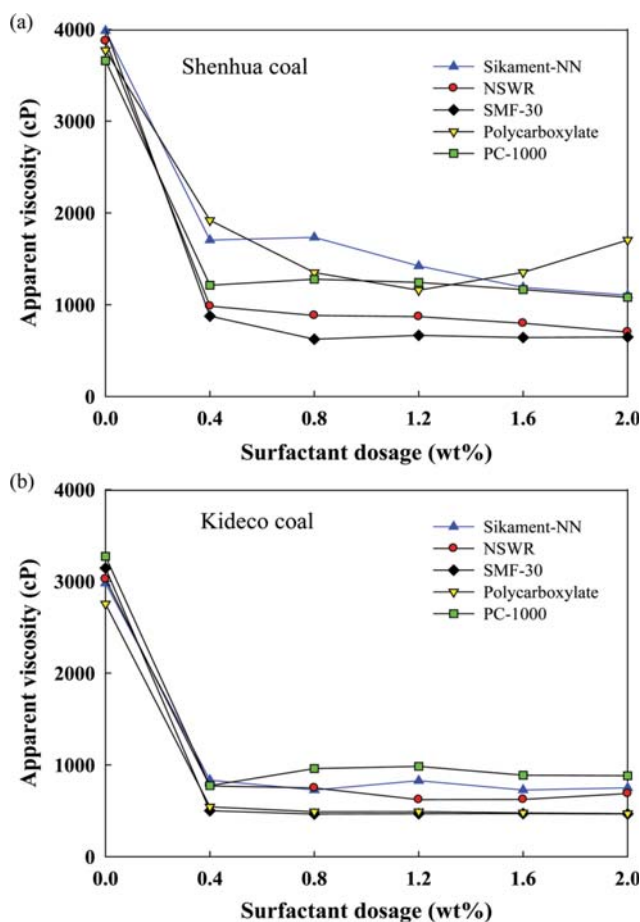 (a)
Shenhua coal
Sikament-NN
NSWR
SMF-30
Polycarboxylate
PC-1000
Apparent viscosity (cP)
4000
3000
2000
1000
0
0.0 0.4 0.8 1.2 1.6 2.0
Surfactant dosage (wt%)
(b)
Kideco coal
Sikament-NN
NSWR
SMF-30
Polycarboxylate
PC-1000
Apparent viscosity (cP)
4000
3000
2000
1000
0
0.0 0.4 0.8 1.2 1.6 2.0
Surfactant dosage (wt%)